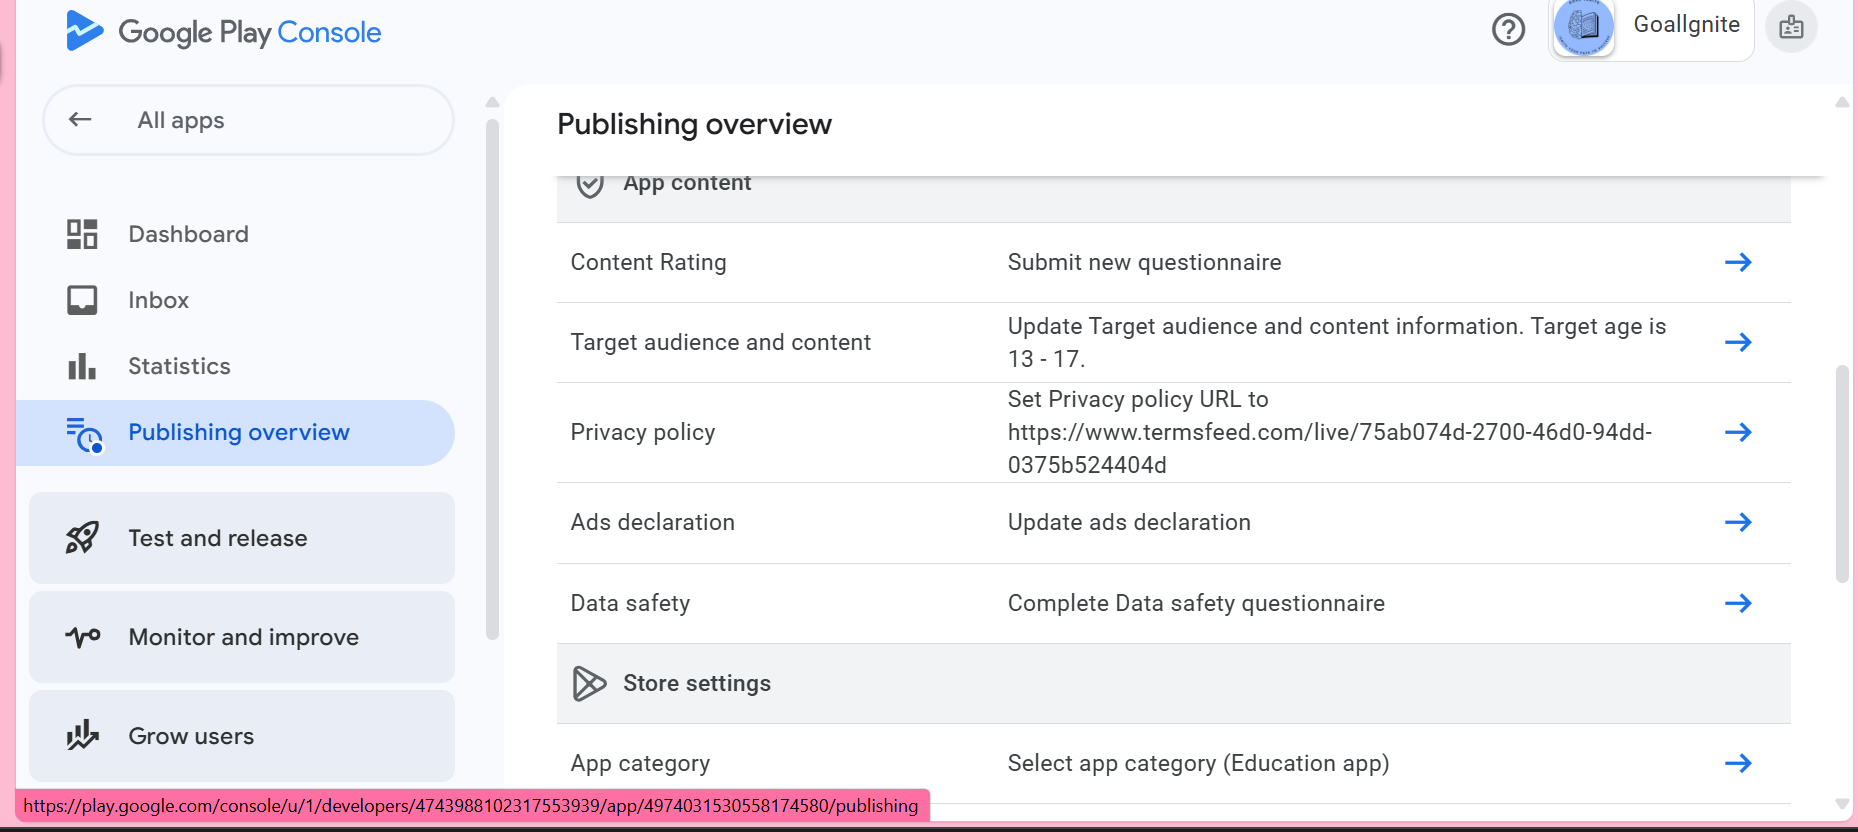 Google Play Console
GoalIgnite
All apps
Publishing overview
App content
Dashboard
Content Rating
Submit new questionnaire
Inbox
Target audience and content
Update Target audience and content information. Target age is
13 - 17.
Statistics
Set Privacy policy URL to
Publishing overview
Privacy policy
https://www.termsfeed.com/live/75ab074d-2700-46d0-94dd-
0375b524404d
Ads declaration
Update ads declaration
Test and release
Data safety
Complete Data safety questionnaire
Monitor and improve
Store settings
Grow users
App category
Select app category (Education app)
https://play.google.com/console/u/1/developers/4743988102317553939/app/4974031530558174580/publishing